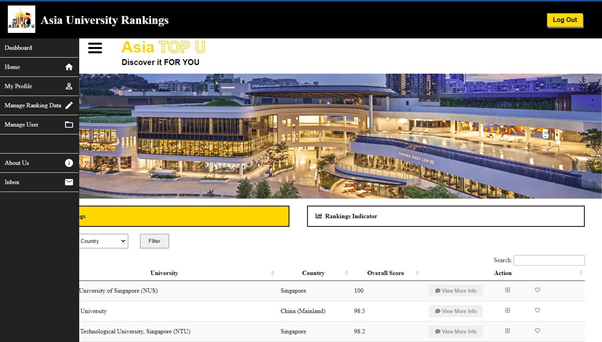 ASIA TOP U
Asia University Rankings
Log Out
Dashboard
Home
My Profile
Manage Ranking Data
Manage User
About Us
Inbox
Asia TOP U
Discover it FOR YOU
gs
Rankings Indicator
Country
Filter
Search:
University Country Overall Score Action
University of Singapore (NUS) Singapore 100 View More Info
University China (Mainland) 98.5 View More Info
Technological University, Singapore (NTU) Singapore 98.2 View More Info